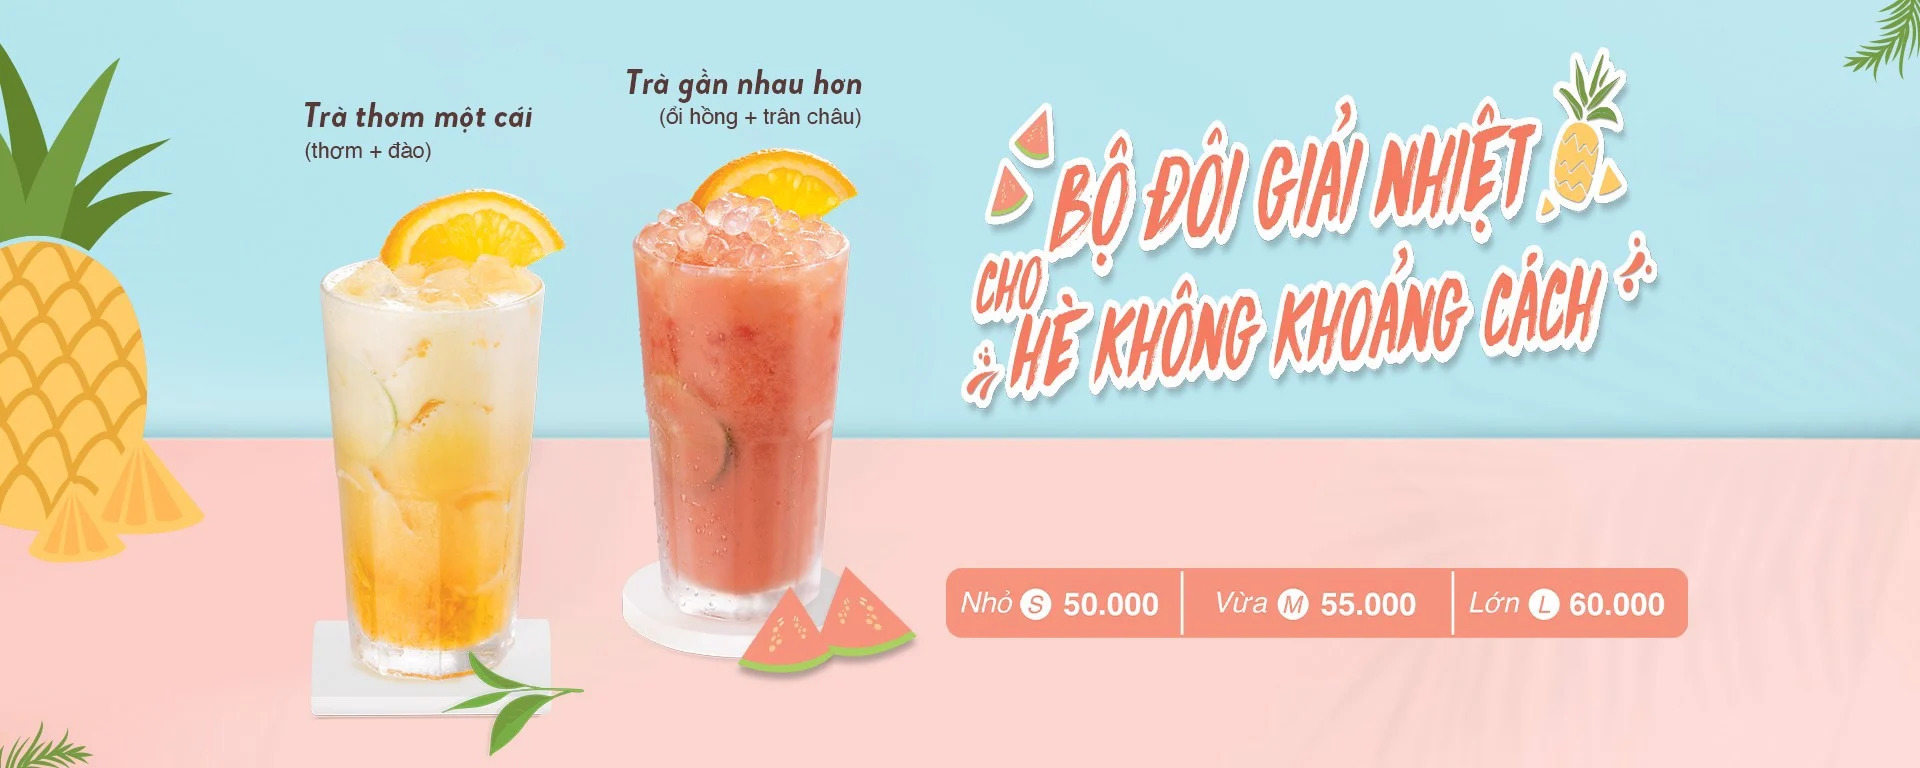 Trà thơm một cái
(thơm + đào)
Trà gần nhau hơn
(ổi hồng + trân châu)
BỘ ĐÔI GIẢI NHIỆT
CHO
HÈ KHÔNG KHOẢNG CÁCH
Nhỏ S 50.000
Vừa M 55.000
Lớn L 60.000